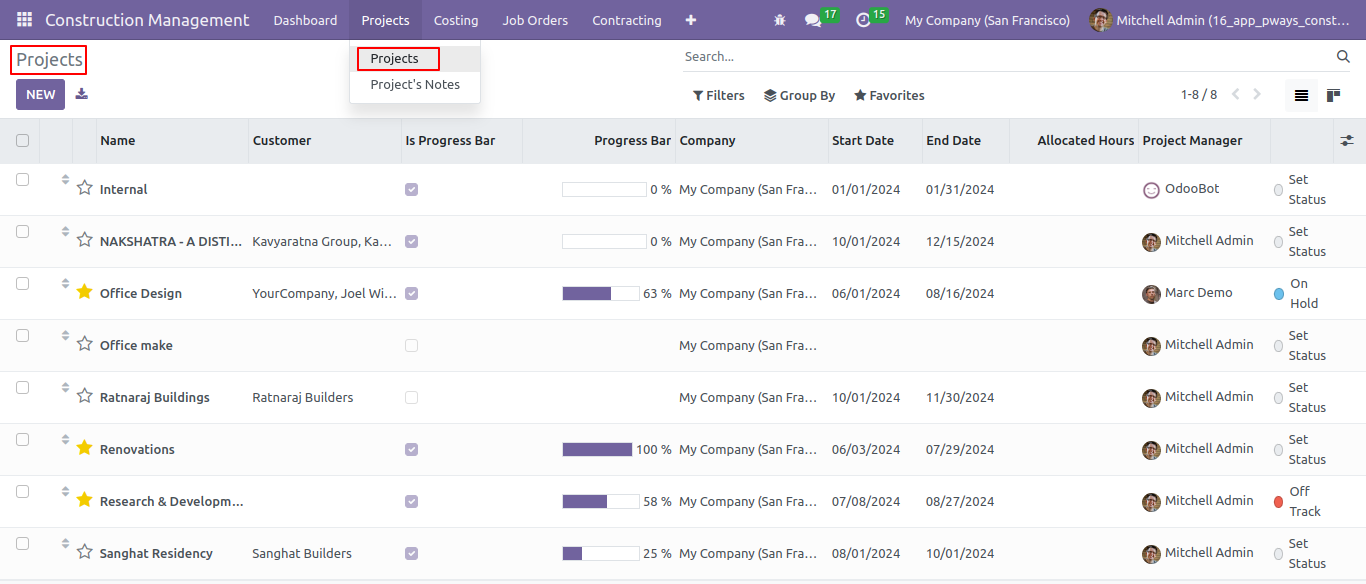 Construction Management Dashboard Projects Costing Job Orders Contracting 17 15 My Company (San Francisco) Mitchell Admin (16_app_pways_const...
Projects
Projects
Project's Notes
Search...
NEW
Filters Group By Favorites 1-8 / 8
Name Customer Is Progress Bar Progress Bar Company Start Date End Date Allocated Hours Project Manager
Internal 0 % My Company (San Fra... 01/01/2024 01/31/2024 OdooBot Set
Status
NAKSHATRA - A DISTI... Kavyaratna Group, Ka... 0 % My Company (San Fra... 10/01/2024 12/15/2024 Mitchell Admin Set
Status
Office Design YourCompany, Joel Wi... 63 % My Company (San Fra... 06/01/2024 08/16/2024 Marc Demo On
Hold
Office make My Company (San Fra... Mitchell Admin Set
Status
Ratnaraj Buildings Ratnaraj Builders My Company (San Fra... 10/01/2024 11/30/2024 Mitchell Admin Set
Status
Renovations 100 % My Company (San Fra... 06/03/2024 07/29/2024 Mitchell Admin Set
Status
Research & Developm... 58 % My Company (San Fra... 07/08/2024 08/27/2024 Mitchell Admin Off
Track
Sanghat Residency Sanghat Builders 25 % My Company (San Fra... 08/01/2024 10/01/2024 Mitchell Admin Set
Status